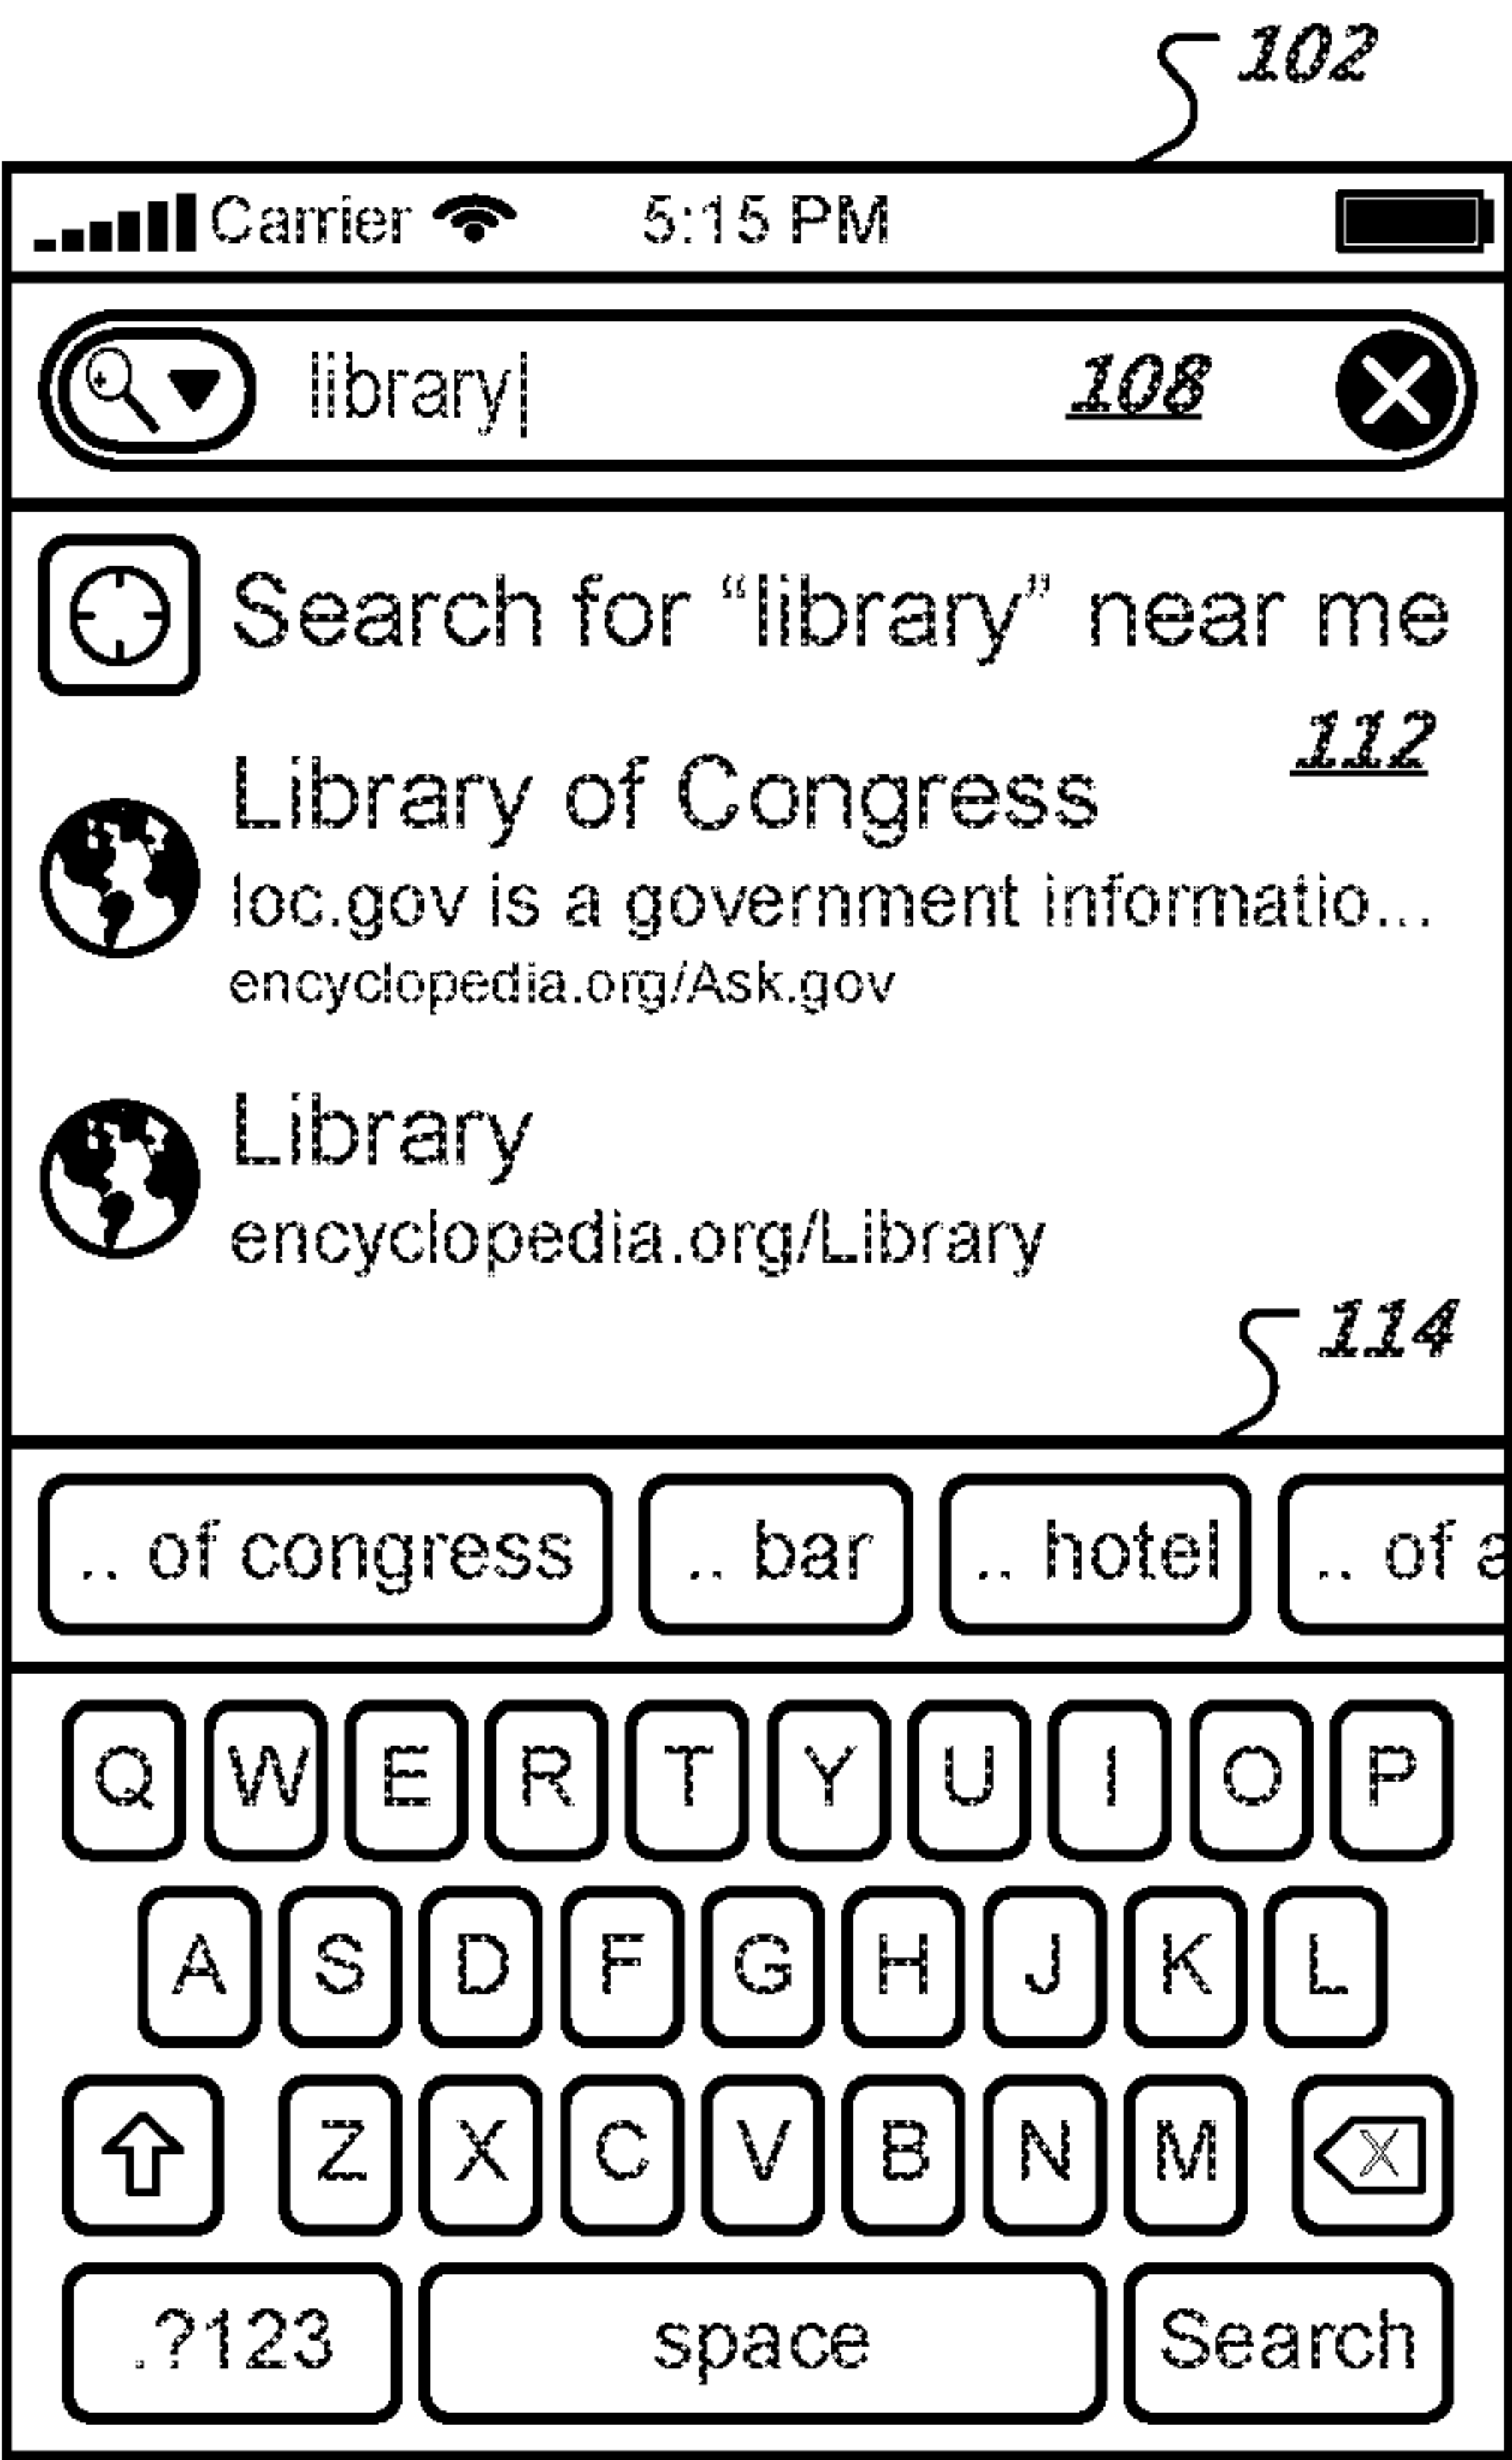 102
Carrier 5:15 PM
library| 108
Search for “library” near me
112
Library of Congress
loc.gov is a government informatio...
encyclopedia.org/Ask.gov
Library
encyclopedia.org/Library
114
.. of congress .. bar .. hotel .. of a
Q W E R T Y U I O P
A S D F G H J K L
Z X C V B N M X
.?123 space Search